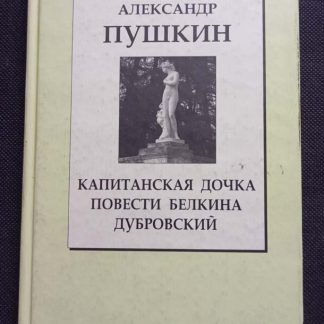 АЛЕКСАНДР
ПУШКИН
КАПИТАНСКАЯ ДОЧКА
ПОВЕСТИ БЕЛКИНА
ДУБРОВСКИЙ